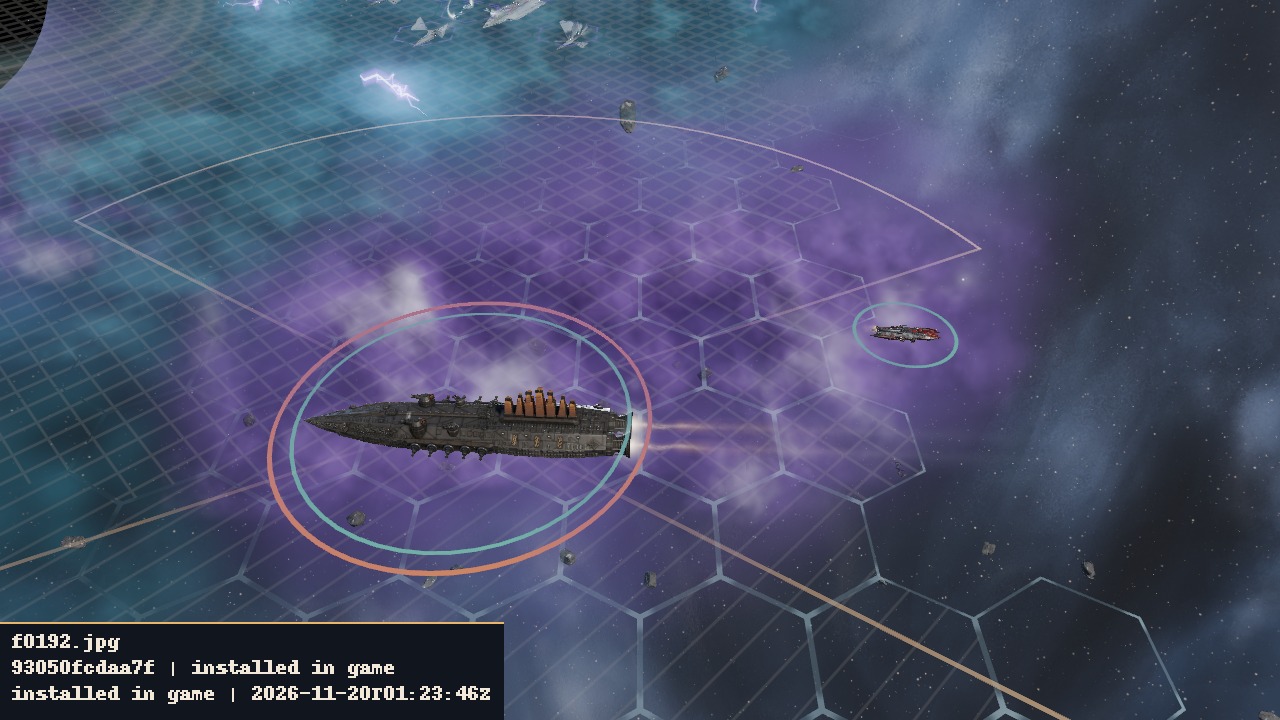 f0192.jpg
93050fcdaa7f | installed in game
installed in game | 2026-11-20T01:23:46Z